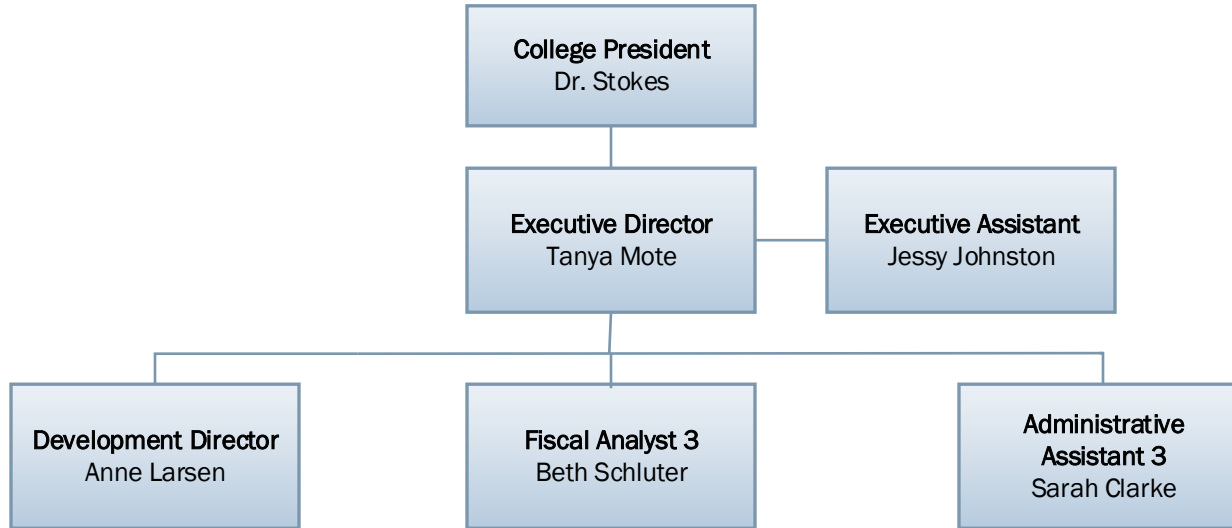 College President
Dr. Stokes
Executive Director
Tanya Mote
Executive Assistant
Jessy Johnston
Development Director
Anne Larsen
Fiscal Analyst 3
Beth Schluter
Administrative
Assistant 3
Sarah Clarke